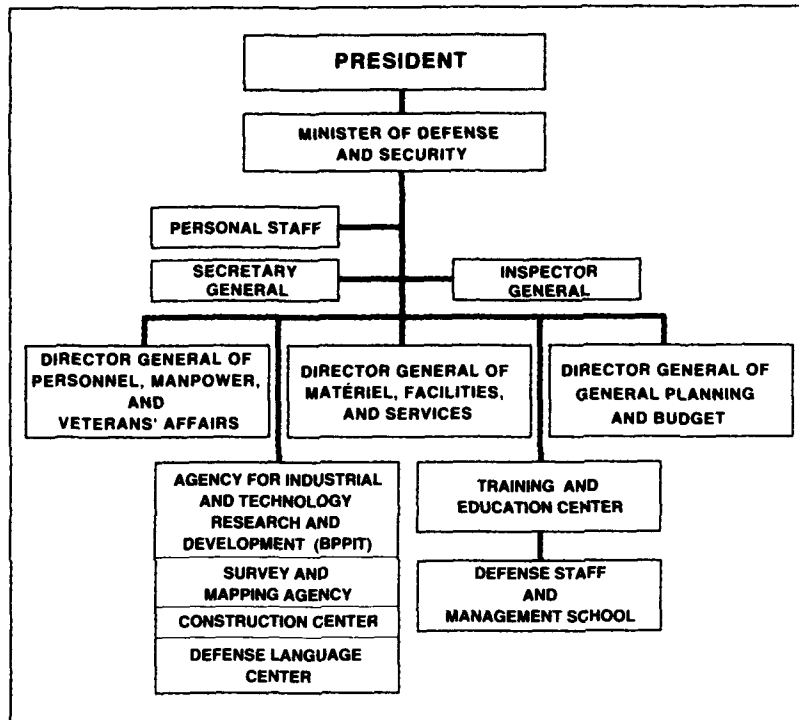 PRESIDENT
MINISTER OF DEFENSE
AND SECURITY
PERSONAL STAFF
SECRETARY
GENERAL
INSPECTOR
GENERAL
DIRECTOR GENERAL OF
PERSONNEL, MANPOWER,
AND
VETERANS' AFFAIRS
DIRECTOR GENERAL OF
MATÉRIEL, FACILITIES,
AND SERVICES
DIRECTOR GENERAL OF
GENERAL PLANNING
AND BUDGET
AGENCY FOR INDUSTRIAL
AND TECHNOLOGY
RESEARCH AND
DEVELOPMENT (BPPIT)
SURVEY AND
MAPPING AGENCY
CONSTRUCTION CENTER
DEFENSE LANGUAGE
CENTER
TRAINING AND
EDUCATION CENTER
DEFENSE STAFF
AND
MANAGEMENT SCHOOL